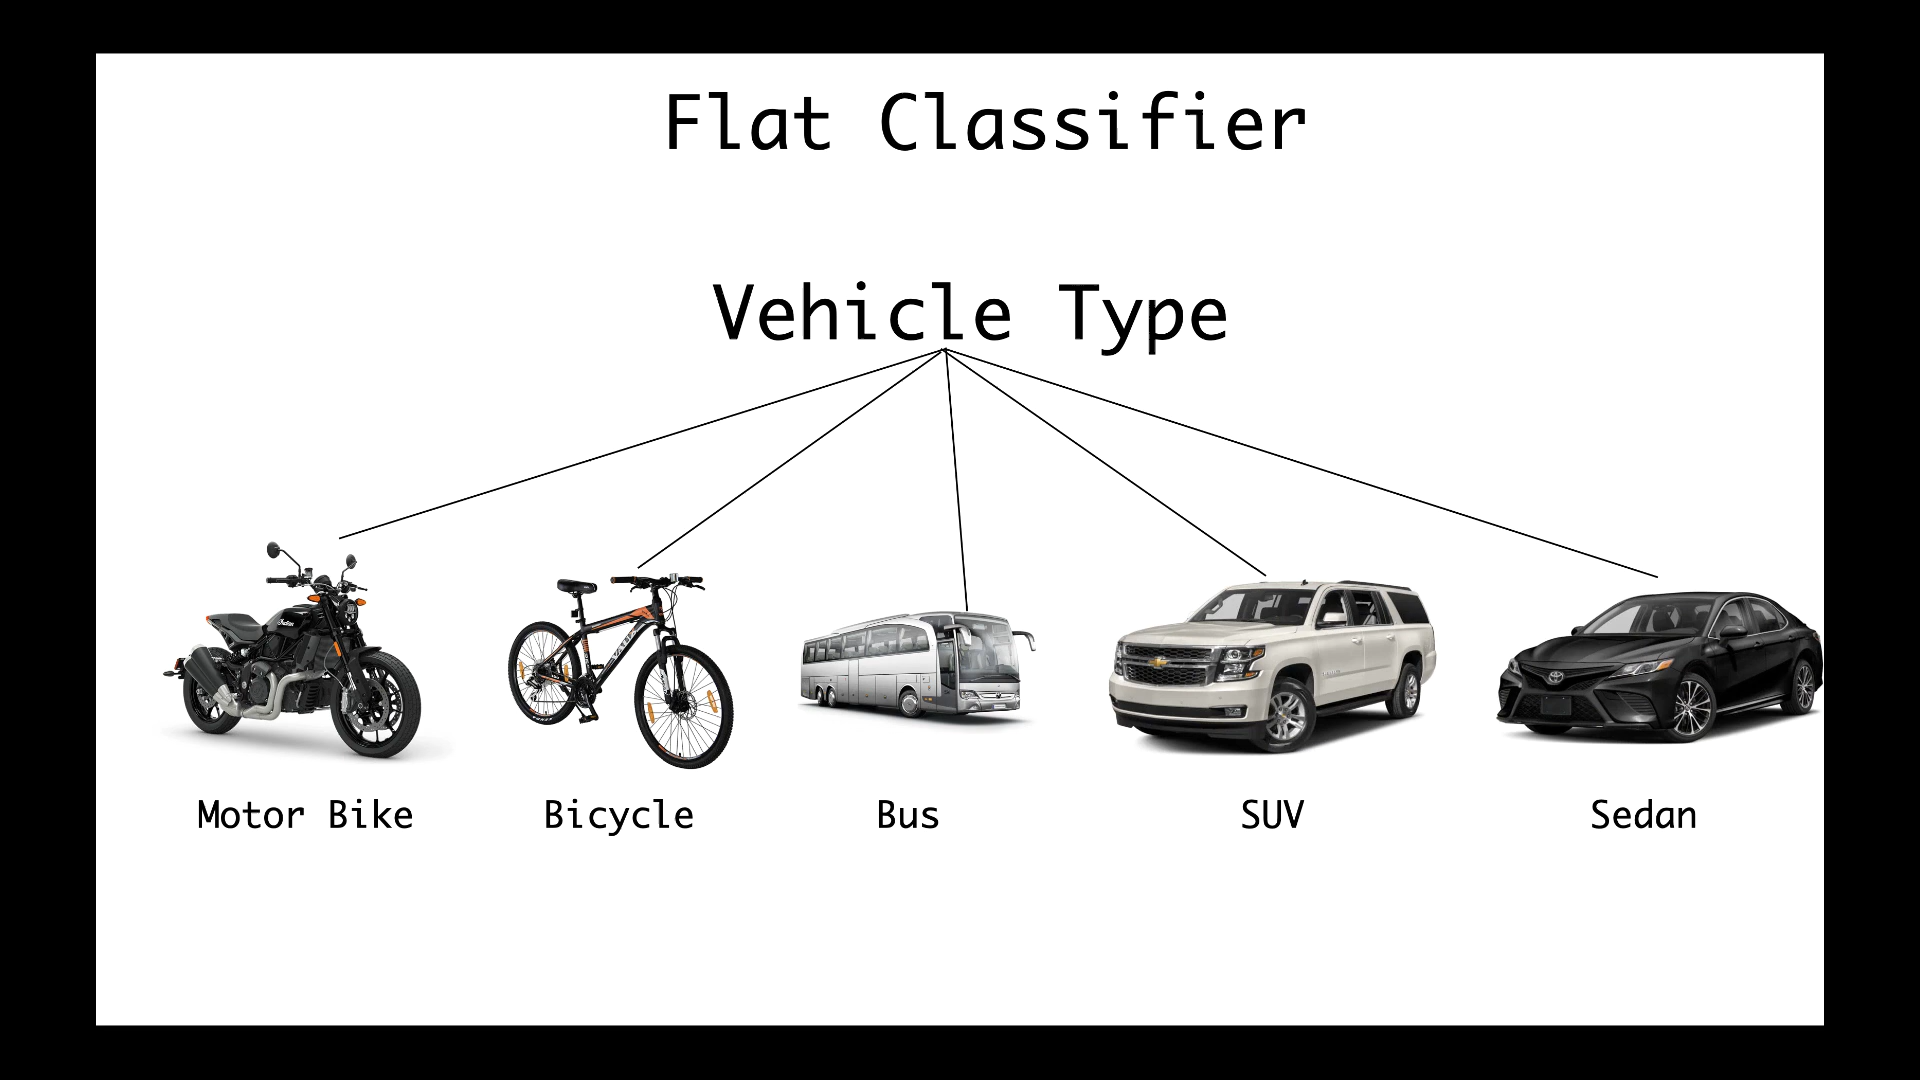 Flat Classifier
Vehicle Type
Motor Bike
Bicycle
Bus
SUV
Sedan